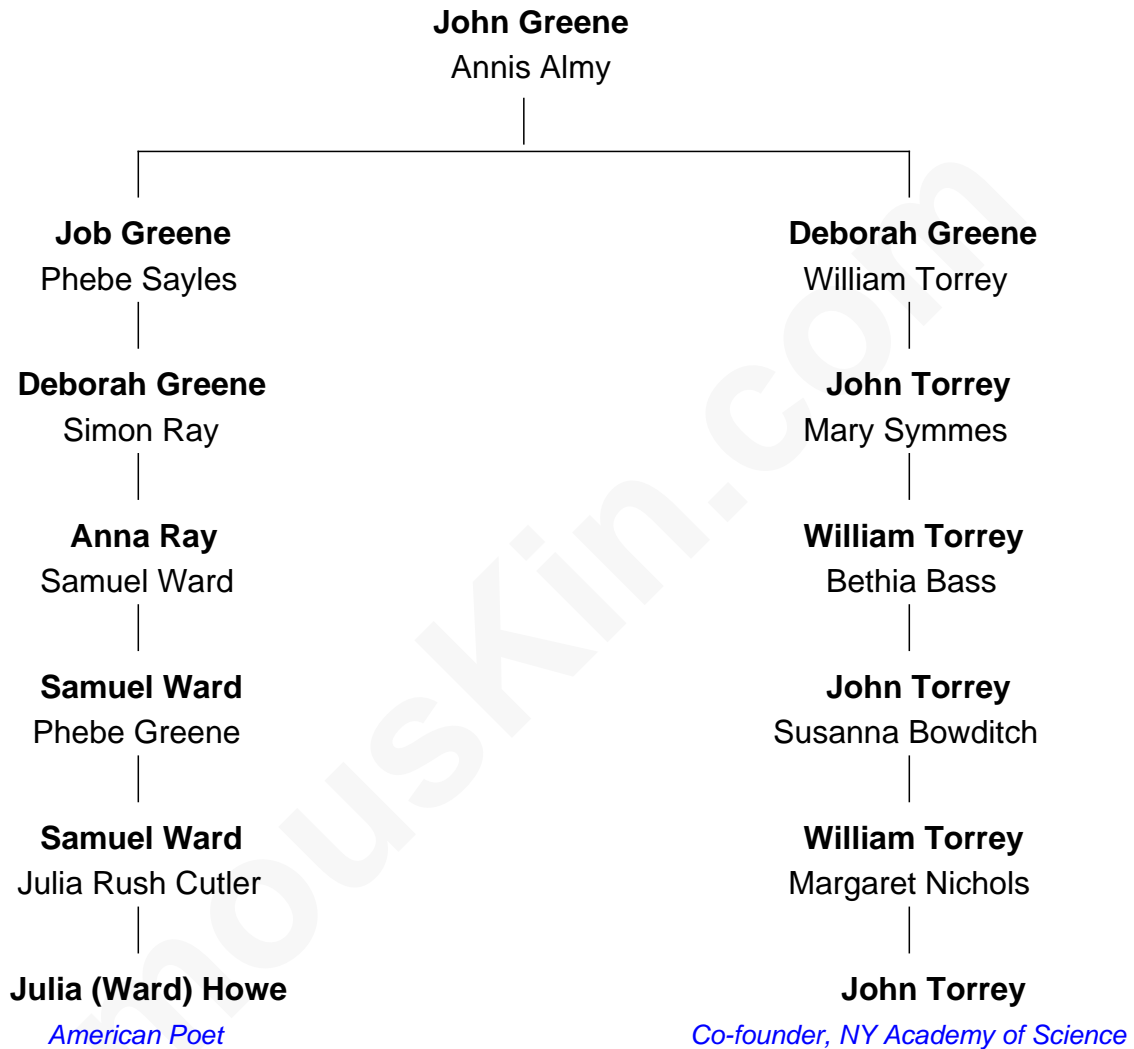 John Greene
Annis Almy
Job Greene
Phebe Sayles
Deborah Greene
William Torrey
Deborah Greene
Simon Ray
John Torrey
Mary Symmes
Anna Ray
Samuel Ward
William Torrey
Bethia Bass
Samuel Ward
Phebe Greene
John Torrey
Susanna Bowditch
Samuel Ward
Julia Rush Cutler
William Torrey
Margaret Nichols
Julia (Ward) Howe
American Poet
John Torrey
Co-founder, NY Academy of Science
mousKin.com